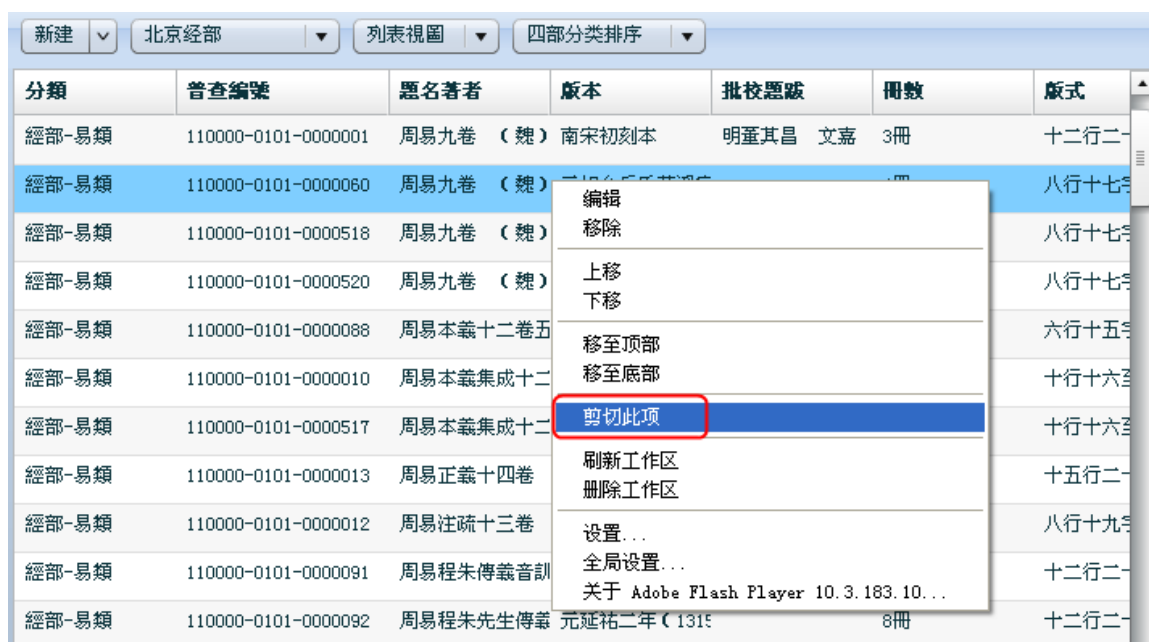 新建 北京经部 列表視圖 四部分类排序
分類 普查編號 題名著者 版本 批校題跋 冊數 版式
經部-易類 110000-0101-0000001 周易九卷 （魏） 南宋初刻本 明董其昌 文嘉 3冊 十二行二
經部-易類 110000-0101-0000060 周易九卷 （魏） 八行十七字
编辑
移除
經部-易類 110000-0101-0000518 周易九卷 （魏） 八行十七字
上移
經部-易類 110000-0101-0000520 周易九卷 （魏） 八行十七字
下移
經部-易類 110000-0101-0000088 周易本義十二卷五 六行十五字
移至顶部
移至底部
經部-易類 110000-0101-0000010 周易本義集成十二 十行十六至
剪切此项
經部-易類 110000-0101-0000517 周易本義集成十二 十行十六至
刷新工作区
經部-易類 110000-0101-0000013 周易正義十四卷 十五行二
删除工作区
經部-易類 110000-0101-0000012 周易注疏十三卷 八行十九字
设置...
全局设置...
經部-易類 110000-0101-0000091 周易程朱傳義音訓 十二行二
关于 Adobe Flash Player 10.3.183.10...
經部-易類 110000-0101-0000092 周易程朱先生傳義 元延祐二年（1315 8冊 十二行二